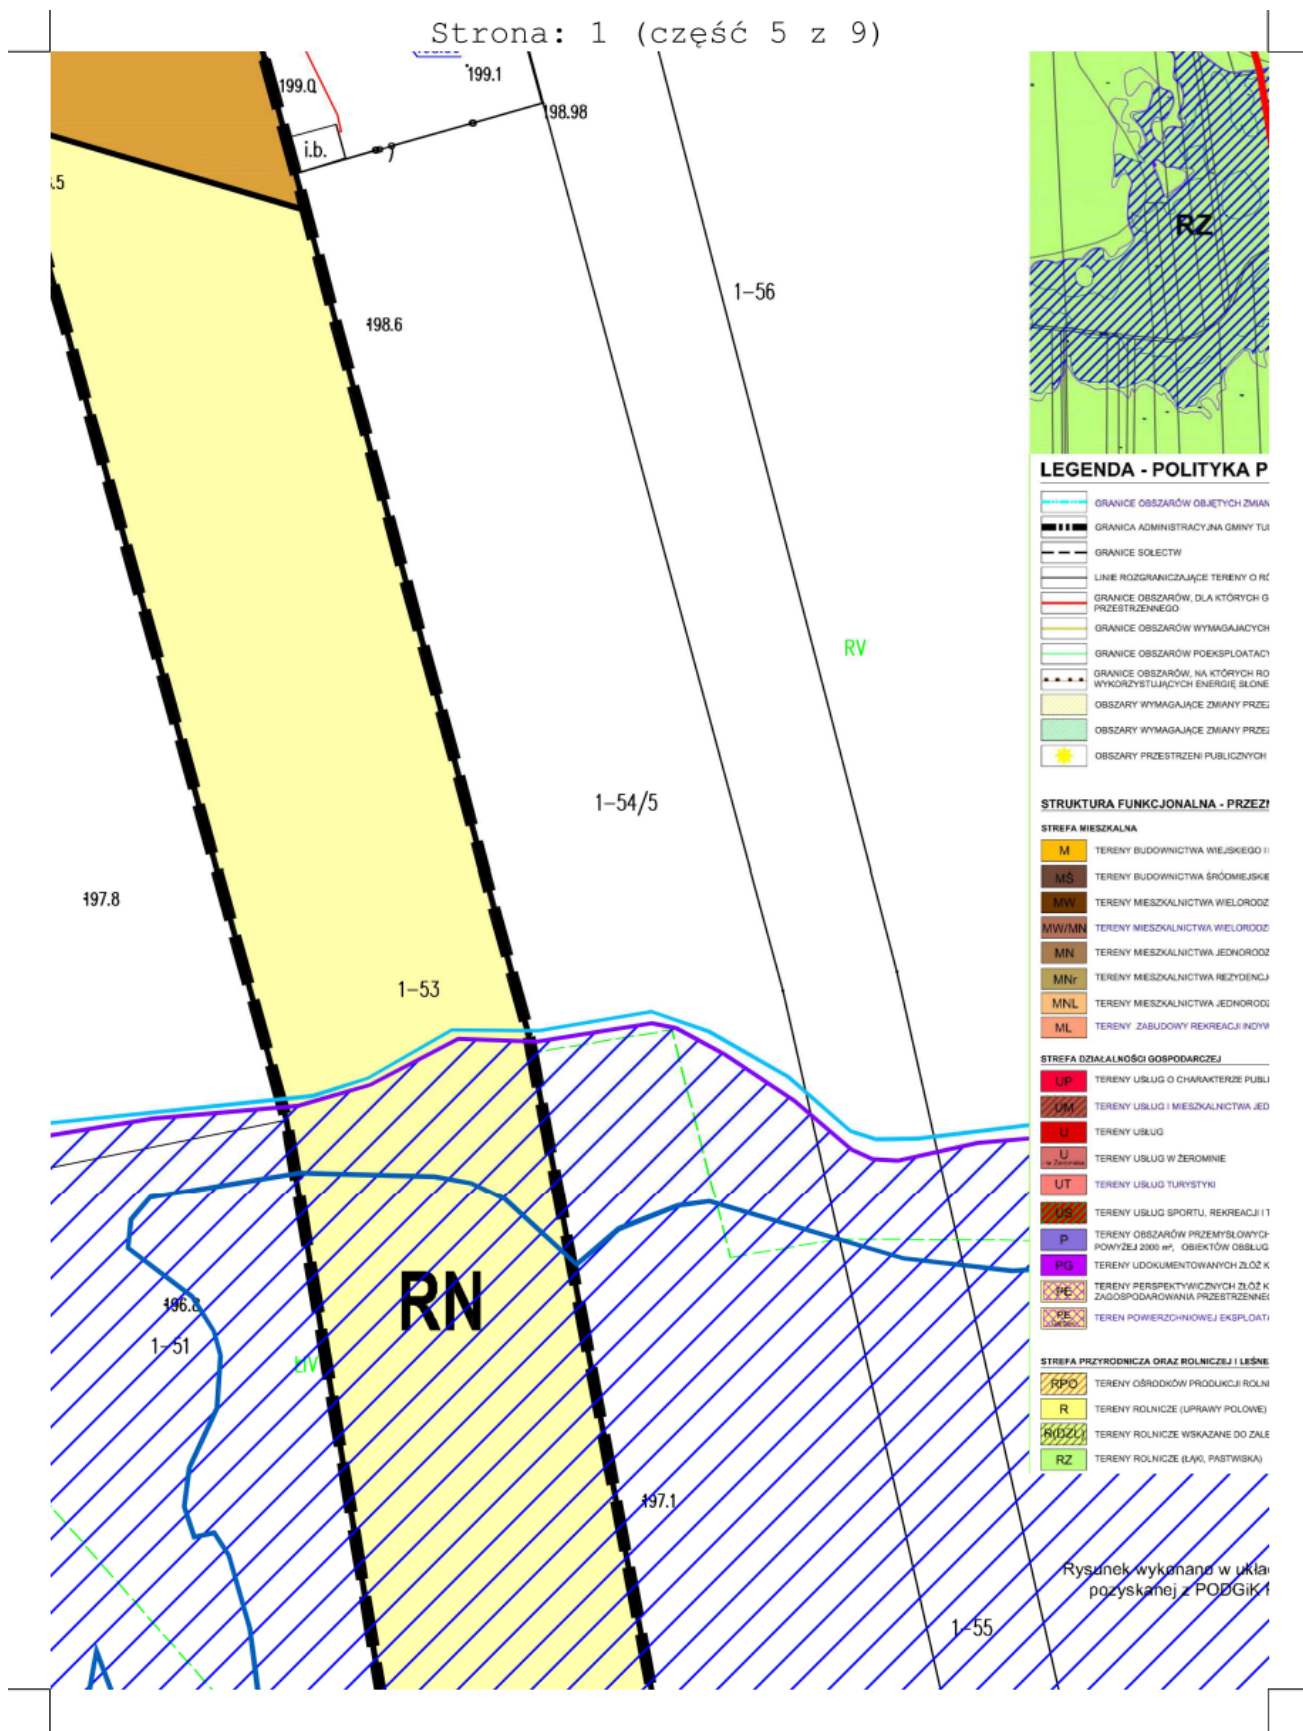 Strona: 1 (część 5 z 9)
199.0
199.1
198.98
i.b.
.5
RZ
1-56
198.6
RV
1-54/5
197.8
1-53
RN
196.8
1-51
197.1
1-55
LEGENDA - POLITYKA P
GRANICE OBSZARÓW OBJĘTYCH ZMIAN
GRANICA ADMINISTRACYJNA GMINY TU
GRANICE SOŁECTW
LINIE ROZGRANICZAJĄCE TERENY O RÓ
GRANICE OBSZARÓW, DLA KTÓRYCH G
PRZESTRZENNEGO
GRANICE OBSZARÓW WYMAGAJACYCH
GRANICE OBSZARÓW POEKSPLOATACY
GRANICE OBSZARÓW, NA KTÓRYCH RO
WYKORZYSTUJĄCYCH ENERGIĘ SŁONE
OBSZARY WYMAGAJĄCE ZMIANY PRZEZ
OBSZARY WYMAGAJĄCE ZMIANY PRZEZ
OBSZARY PRZESTRZENI PUBLICZNYCH
STRUKTURA FUNKCJONALNA - PRZEZN
STREFA MIESZKALNA
M TERENY BUDOWNICTWA WIEJSKIEGO I
MŚ TERENY BUDOWNICTWA ŚRÓDMIEJSKIE
MW TERENY MIESZKALNICTWA WIELORODZ
MW/MN TERENY MIESZKALNICTWA WIELORODZ
MN TERENY MIESZKALNICTWA JEDNORODZ
MNr TERENY MIESZKALNICTWA REZYDENCJ
MNL TERENY MIESZKALNICTWA JEDNORODZ
ML TERENY ZABUDOWY REKREACJI INDYW
STREFA DZIAŁALNOŚCI GOSPODARCZEJ
UP TERENY USŁUG O CHARAKTERZE PUBLI
UM TERENY USŁUG I MIESZKALNICTWA JED
U TERENY USŁUG
U TERENY USŁUG W ŻEROMINIE
UT TERENY USŁUG TURYSTYKI
US TERENY USŁUG SPORTU, REKREACJI I T
P TERENY OBSZARÓW PRZEMYSŁOWYCH
POWYŻEJ 2000 m², OBIEKTÓW OBSŁUG
PG TERENY UDOKUMENTOWANYCH ZŁÓŻ K
PE TERENY PERSPEKTYWICZNYCH ZŁÓŻ K
ZAGOSPODAROWANIA PRZESTRZENNEG
PE TEREN POWIERZCHNIOWEJ EKSPLOATA
STREFA PRZYRODNICZA ORAZ ROLNICZEJ I LEŚNE
RPO TERENY OŚRODKÓW PRODUKCJI ROLNI
R TERENY ROLNICZE (UPRAWY POLOWE)
R(DZL) TERENY ROLNICZE WSKAZANE DO ZALE
RZ TERENY ROLNICZE (ŁĄKI, PASTWISKA)
Rysunek wykonano w ukła
pozyskanej z PODGiK